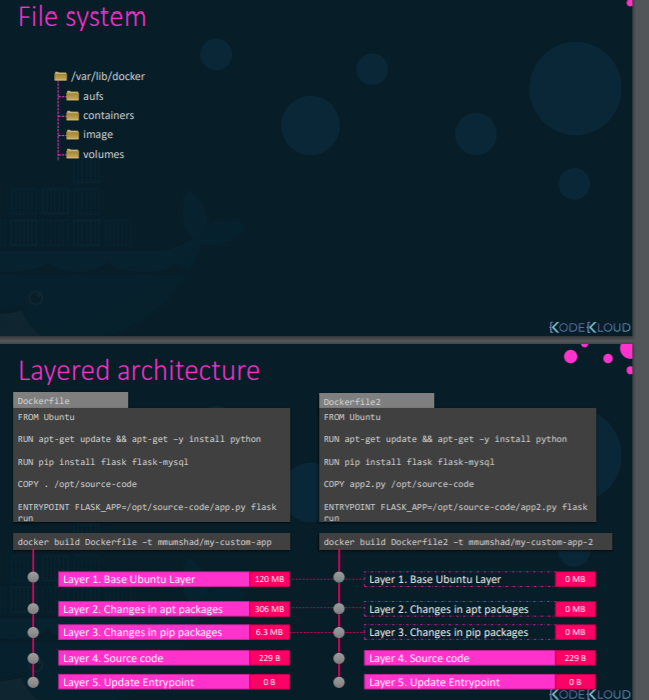 File system
/var/lib/docker
aufs
containers
image
volumes
KODEKLOUD
Layered architecture
Dockerfile
FROM Ubuntu
RUN apt-get update && apt-get –y install python
RUN pip install flask flask-mysql
COPY . /opt/source-code
ENTRYPOINT FLASK_APP=/opt/source-code/app.py flask
run
docker build Dockerfile –t mmumshad/my-custom-app
Layer 1. Base Ubuntu Layer 120 MB
Layer 2. Changes in apt packages 306 MB
Layer 3. Changes in pip packages 6.3 MB
Layer 4. Source code 229 B
Layer 5. Update Entrypoint 0 B
Dockerfile2
FROM Ubuntu
RUN apt-get update && apt-get –y install python
RUN pip install flask flask-mysql
COPY app2.py /opt/source-code
ENTRYPOINT FLASK_APP=/opt/source-code/app2.py flask
run
docker build Dockerfile2 –t mmumshad/my-custom-app-2
Layer 1. Base Ubuntu Layer 0 MB
Layer 2. Changes in apt packages 0 MB
Layer 3. Changes in pip packages 0 MB
Layer 4. Source code 229 B
Layer 5. Update Entrypoint 0 B
KODEKLOUD